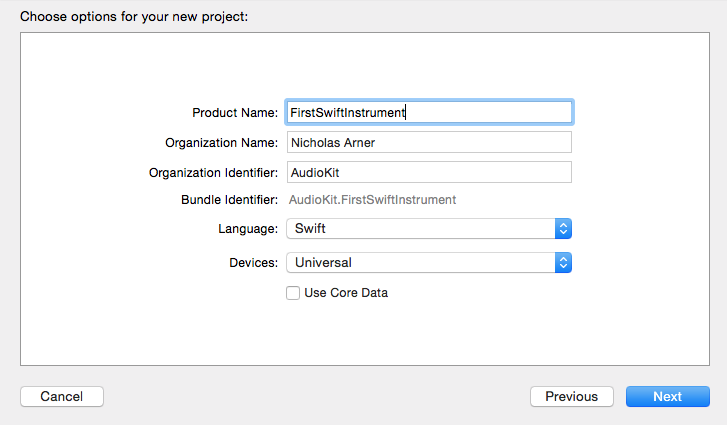 Choose options for your new project:
Product Name: FirstSwiftInstrument
Organization Name: Nicholas Arner
Organization Identifier: AudioKit
Bundle Identifier: AudioKit.FirstSwiftInstrument
Language: Swift
Devices: Universal
Use Core Data
Cancel Previous Next